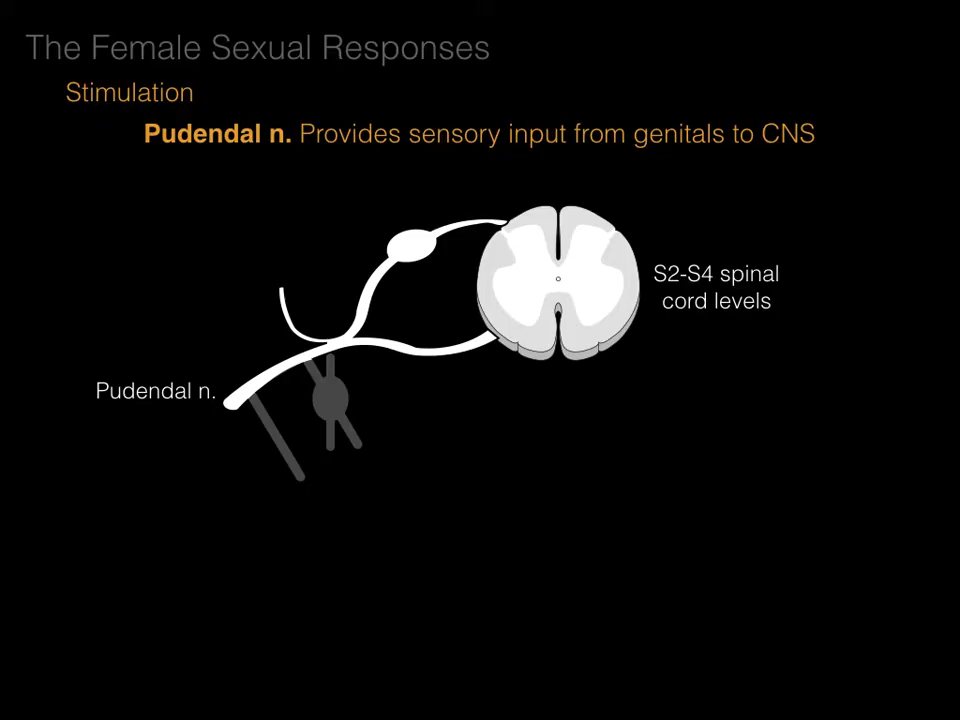 The Female Sexual Responses
Stimulation
Pudendal n. Provides sensory input from genitals to CNS
S2-S4 spinal
cord levels
Pudendal n.